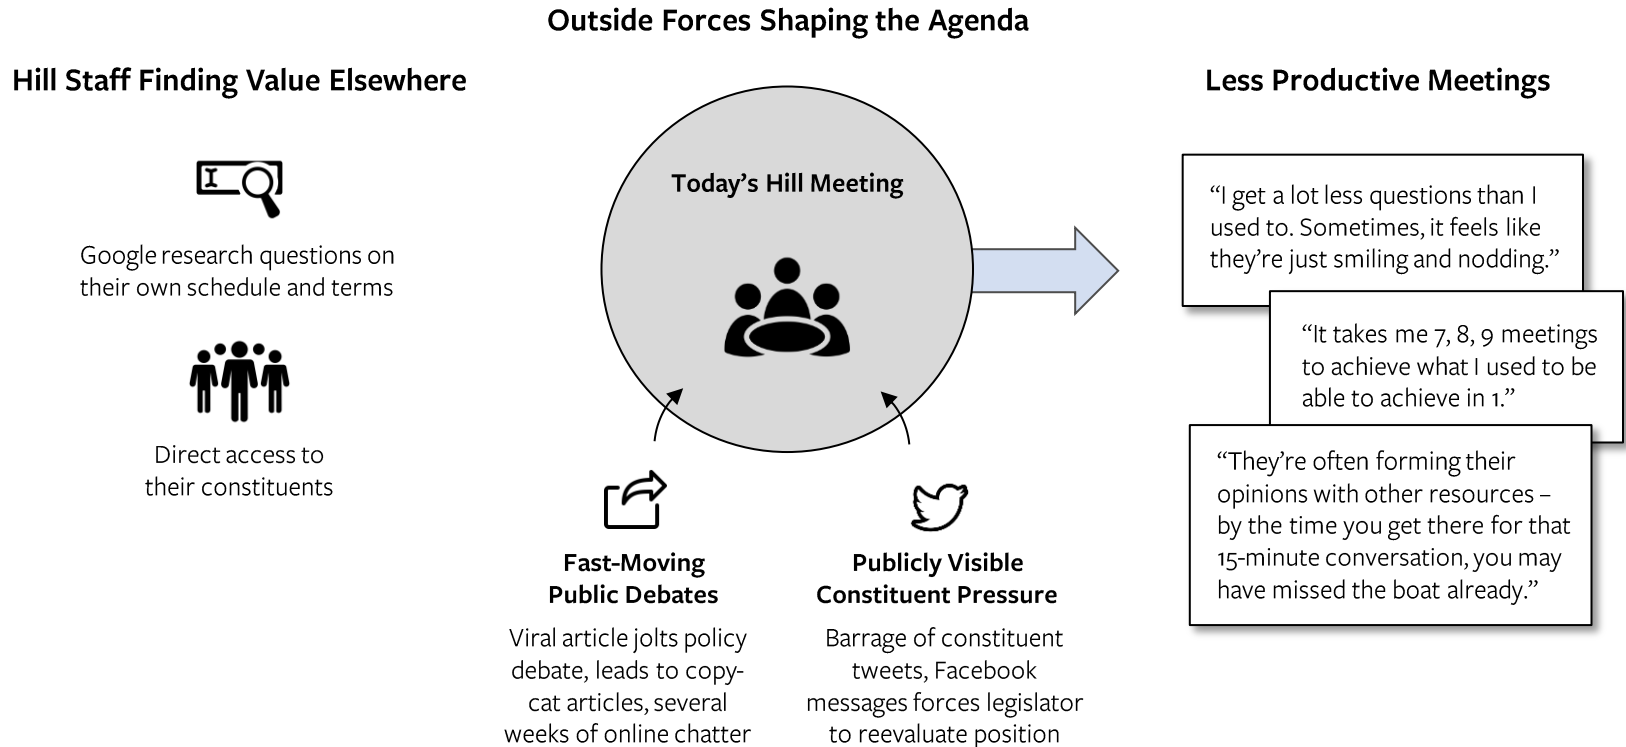 Outside Forces Shaping the Agenda
Hill Staff Finding Value Elsewhere
Google research questions on
their own schedule and terms
Direct access to
their constituents
Today’s Hill Meeting
Fast-Moving
Public Debates
Viral article jolts policy
debate, leads to copy-
cat articles, several
weeks of online chatter
Publicly Visible
Constituent Pressure
Barrage of constituent
tweets, Facebook
messages forces legislator
to reevaluate position
Less Productive Meetings
“I get a lot less questions than I
used to. Sometimes, it feels like
they’re just smiling and nodding.”
“It takes me 7, 8, 9 meetings
to achieve what I used to be
able to achieve in 1.”
“They’re often forming their
opinions with other resources –
by the time you get there for that
15-minute conversation, you may
have missed the boat already.”